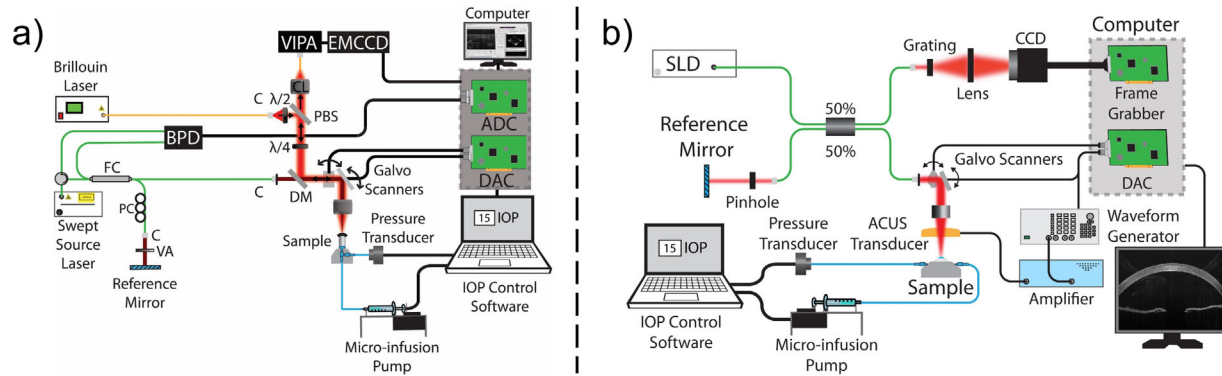 a)
Brillouin
Laser
VIPA
EMCCD
Computer
CL
C
λ/2
PBS
λ/4
BPD
ADC
DAC
FC
PC
C
DM
Galvo
Scanners
Swept
Source
Laser
C
VA
Reference
Mirror
Sample
Pressure
Transducer
15 IOP
IOP Control
Software
Micro-infusion
Pump
b)
SLD
Grating
Lens
CCD
Computer
Frame
Grabber
DAC
50%
50%
Reference
Mirror
Pinhole
Galvo Scanners
Pressure
Transducer
ACUS
Transducer
Waveform
Generator
Amplifier
Sample
15 IOP
IOP Control
Software
Micro-infusion
Pump